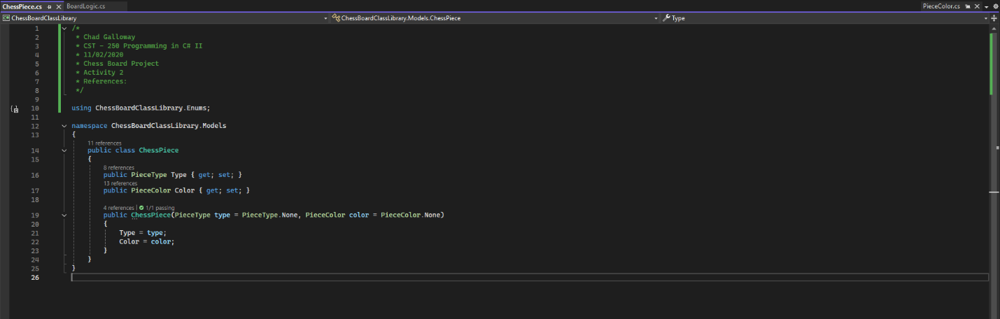 ChessPiece.cs BoardLogic.cs PieceColor.cs
C# ChessBoardClassLibrary ChessBoardClassLibrary.Models.ChessPiece Type
1 /*
2 * Chad Galloway
3 * CST - 250 Programming in C# II
4 * 11/02/2020
5 * Chess Board Project
6 * Activity 2
7 * References:
8 */
9
10 using ChessBoardClassLibrary.Enums;
11
12 namespace ChessBoardClassLibrary.Models
13 {
11 references
14 public class ChessPiece
15 {
8 references
16 public PieceType Type { get; set; }
13 references
17 public PieceColor Color { get; set; }
18
4 references | 1/1 passing
19 public ChessPiece(PieceType type = PieceType.None, PieceColor color = PieceColor.None)
20 {
21 Type = type;
22 Color = color;
23 }
24 }
25 }
26